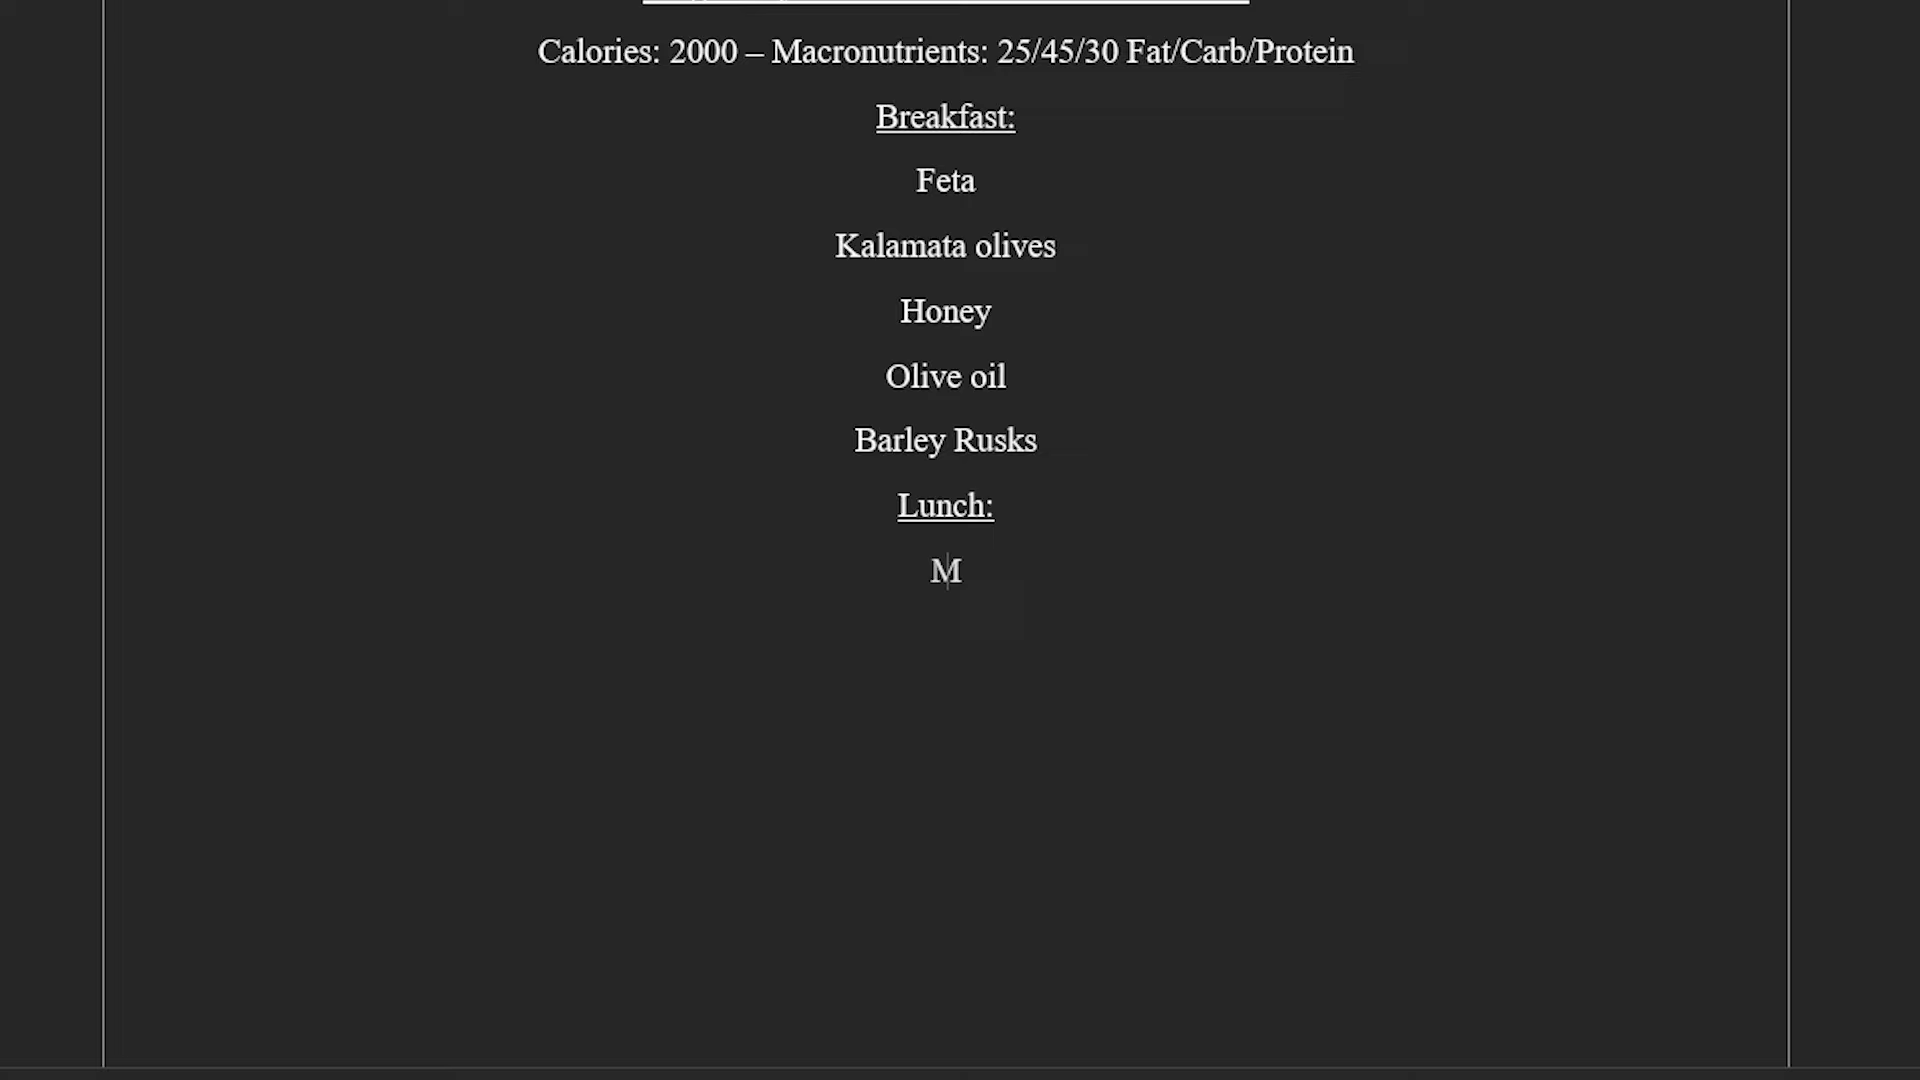 Calories: 2000 – Macronutrients: 25/45/30 Fat/Carb/Protein
Breakfast:
Feta
Kalamata olives
Honey
Olive oil
Barley Rusks
Lunch:
M